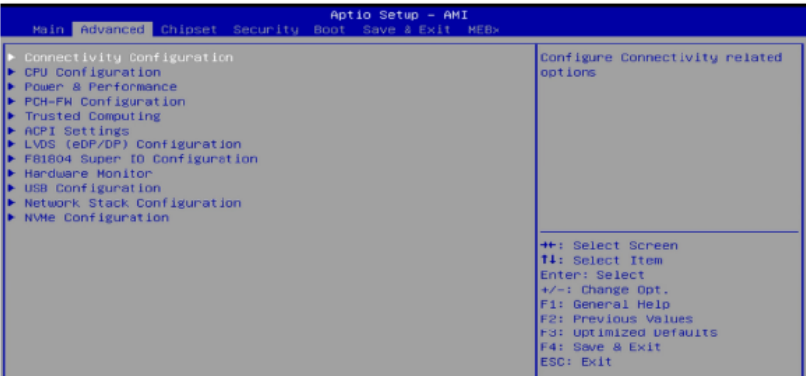 Aptio Setup – AMI
Main Advanced Chipset Security Boot Save & Exit MEBx
▶ Connectivity Configuration
▶ CPU Configuration
▶ Power & Performance
▶ PCH-FW Configuration
▶ Trusted Computing
▶ ACPI Settings
▶ LVDS (eDP/DP) Configuration
▶ F81804 Super IO Configuration
▶ Hardware Monitor
▶ USB Configuration
▶ Network Stack Configuration
▶ NVMe Configuration
Configure Connectivity related
options
→←: Select Screen
↑↓: Select Item
Enter: Select
+/-: Change Opt.
F1: General Help
F2: Previous Values
F3: Optimized Defaults
F4: Save & Exit
ESC: Exit